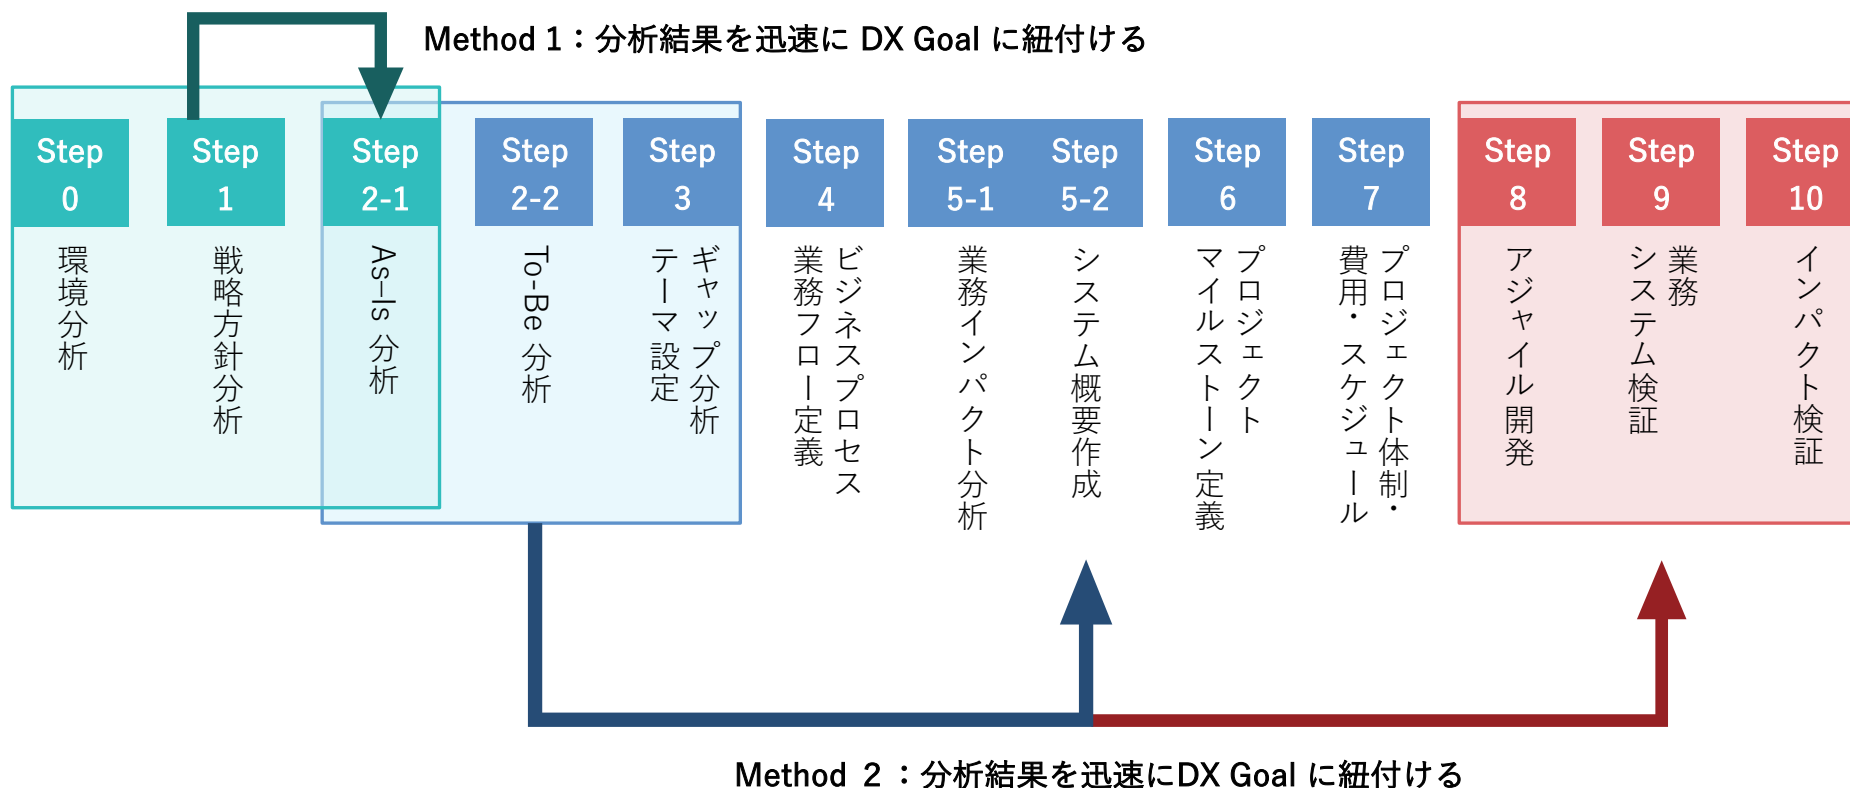 Method 1：分析結果を迅速に DX Goal に紐付ける
Step
0
環境分析
Step
1
戦略方針分析
Step
2-1
As–Is 分析
Step
2-2
To-Be 分析
Step
3
ギャップ分析
テーマ設定
Step
4
ビジネスプロセス
業務フロー定義
Step
5-1
業務インパクト分析
Step
5-2
システム概要作成
Step
6
プロジェクト
マイルストーン定義
Step
7
プロジェクト体制・
費用・スケジュール
Step
8
アジャイル開発
Step
9
業務
システム検証
Step
10
インパクト検証
Method ２：分析結果を迅速にDX Goal に紐付ける